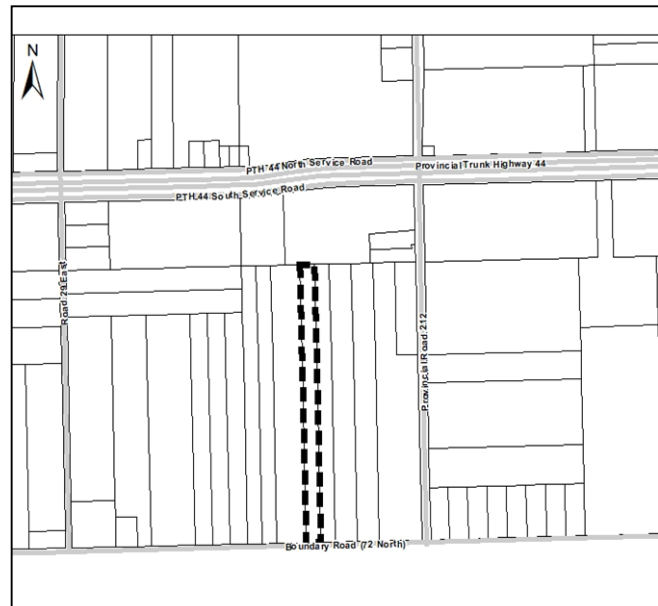 N
PTH 44 North Service Road
Provincial Trunk Highway 44
PTH 44 South Service Road
Road 29 East
Provincial Road 212
Boundary Road (72 North)